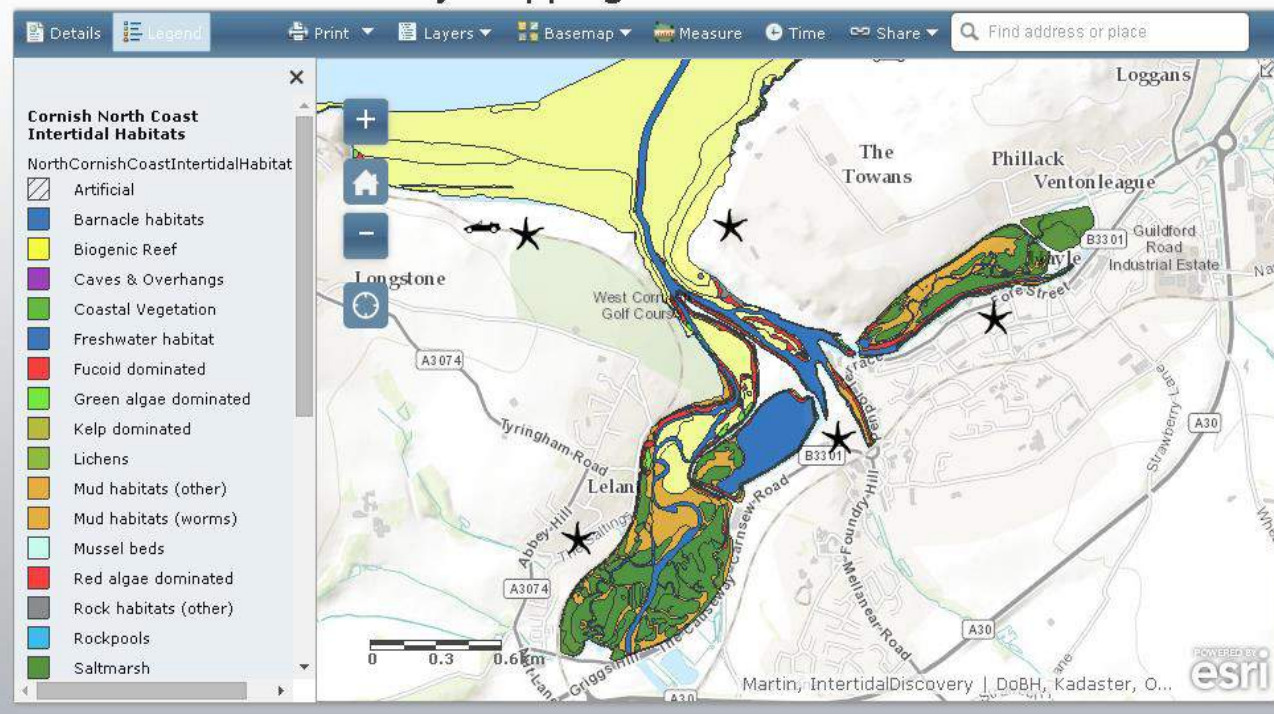 Details
Legend
Print
Layers
Basemap
Measure
Time
Share
Find address or place
Cornish North Coast
Intertidal Habitats
NorthCornishCoastIntertidalHabitat
Artificial
Barnacle habitats
Biogenic Reef
Caves & Overhangs
Coastal Vegetation
Freshwater habitat
Fucoid dominated
Green algae dominated
Kelp dominated
Lichens
Mud habitats (other)
Mud habitats (worms)
Mussel beds
Red algae dominated
Rock habitats (other)
Rockpools
Saltmarsh
Loggans
The
Towans
Phillack
Ventonleague
B3301
Guildford
Road
Industrial Estate
Fore Street
Longstone
West Corn
Golf Cours
A3074
Tyringham-Road
B3301
A30
Strawberry-Lane
Lelan
Abbey-Hill
The Saltings
The Causeway-Carnsew-Road
Foundry-Hill
Mellanear-Road
A3074
A30
Griggs-Hill
A30
0 0.3 0.6km
Martin, IntertidalDiscovery | DoBH, Kadaster, O...
POWERED BY
esri